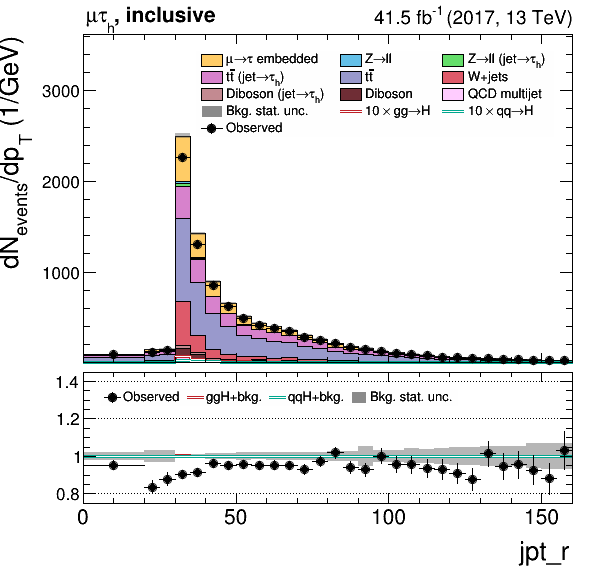 μτₕ, inclusive 41.5 fb⁻¹ (2017, 13 TeV)
dN_events/dp_T (1/GeV)
3000
2000
1000
μ→τ embedded Z→ll Z→ll (jet→τₕ)
tt̄ (jet→τₕ) tt̄ W+jets
Diboson (jet→τₕ) Diboson QCD multijet
Bkg. stat. unc. 10 × gg→H 10 × qq→H
Observed
1.4
1.2
1
0.8
Observed ggH+bkg. qqH+bkg. Bkg. stat. unc.
0 50 100 150
jpt_r